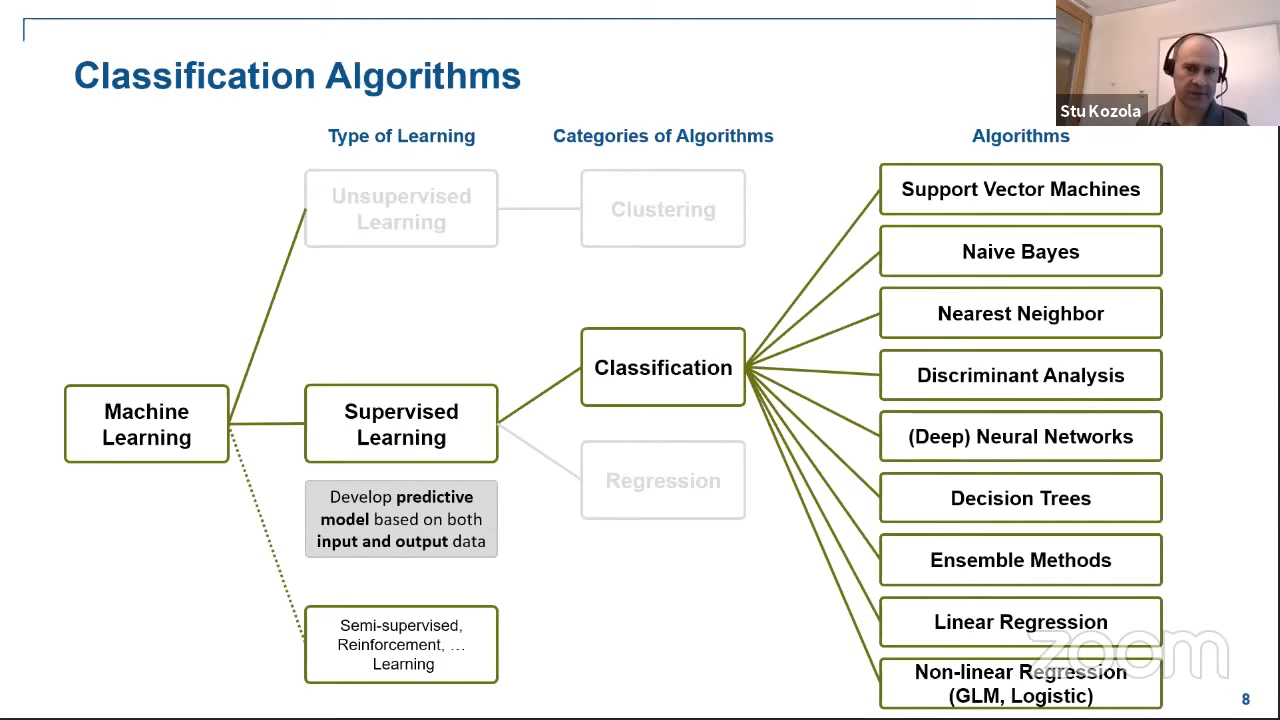 Classification Algorithms
Stu Kozola
Type of Learning
Categories of Algorithms
Algorithms
Unsupervised
Learning
Clustering
Support Vector Machines
Naive Bayes
Nearest Neighbor
Classification
Discriminant Analysis
Machine
Learning
Supervised
Learning
(Deep) Neural Networks
Regression
Develop predictive
model based on both
input and output data
Decision Trees
Ensemble Methods
Semi-supervised,
Reinforcement, …
Learning
Linear Regression
Non-linear Regression
(GLM, Logistic)
zoom
8